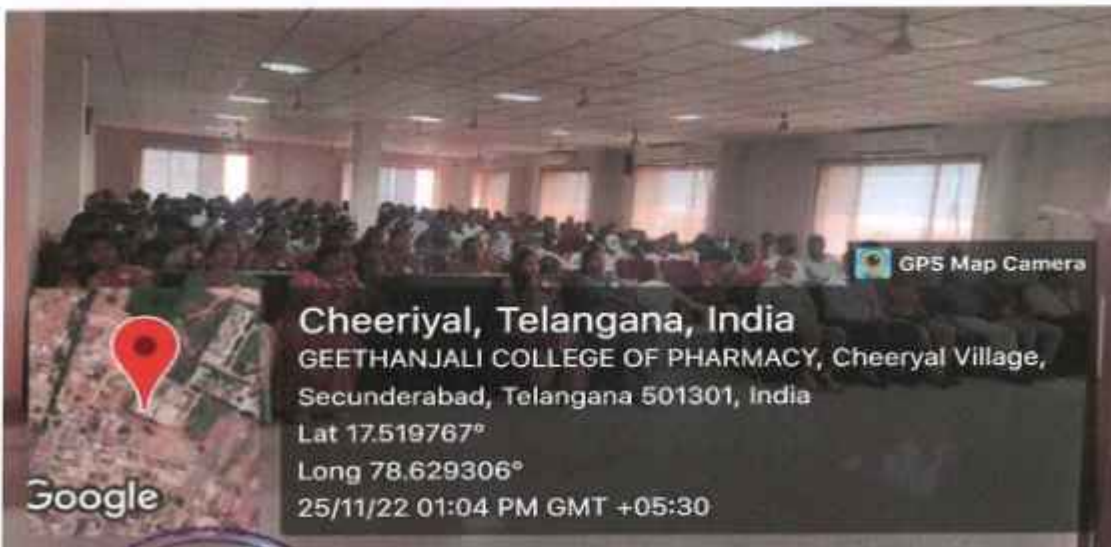 GPS Map Camera
Cheeriyal, Telangana, India
GEETHANJALI COLLEGE OF PHARMACY, Cheeryal Village,
Secunderabad, Telangana 501301, India
Lat 17.519767°
Long 78.629306°
25/11/22 01:04 PM GMT +05:30
Google